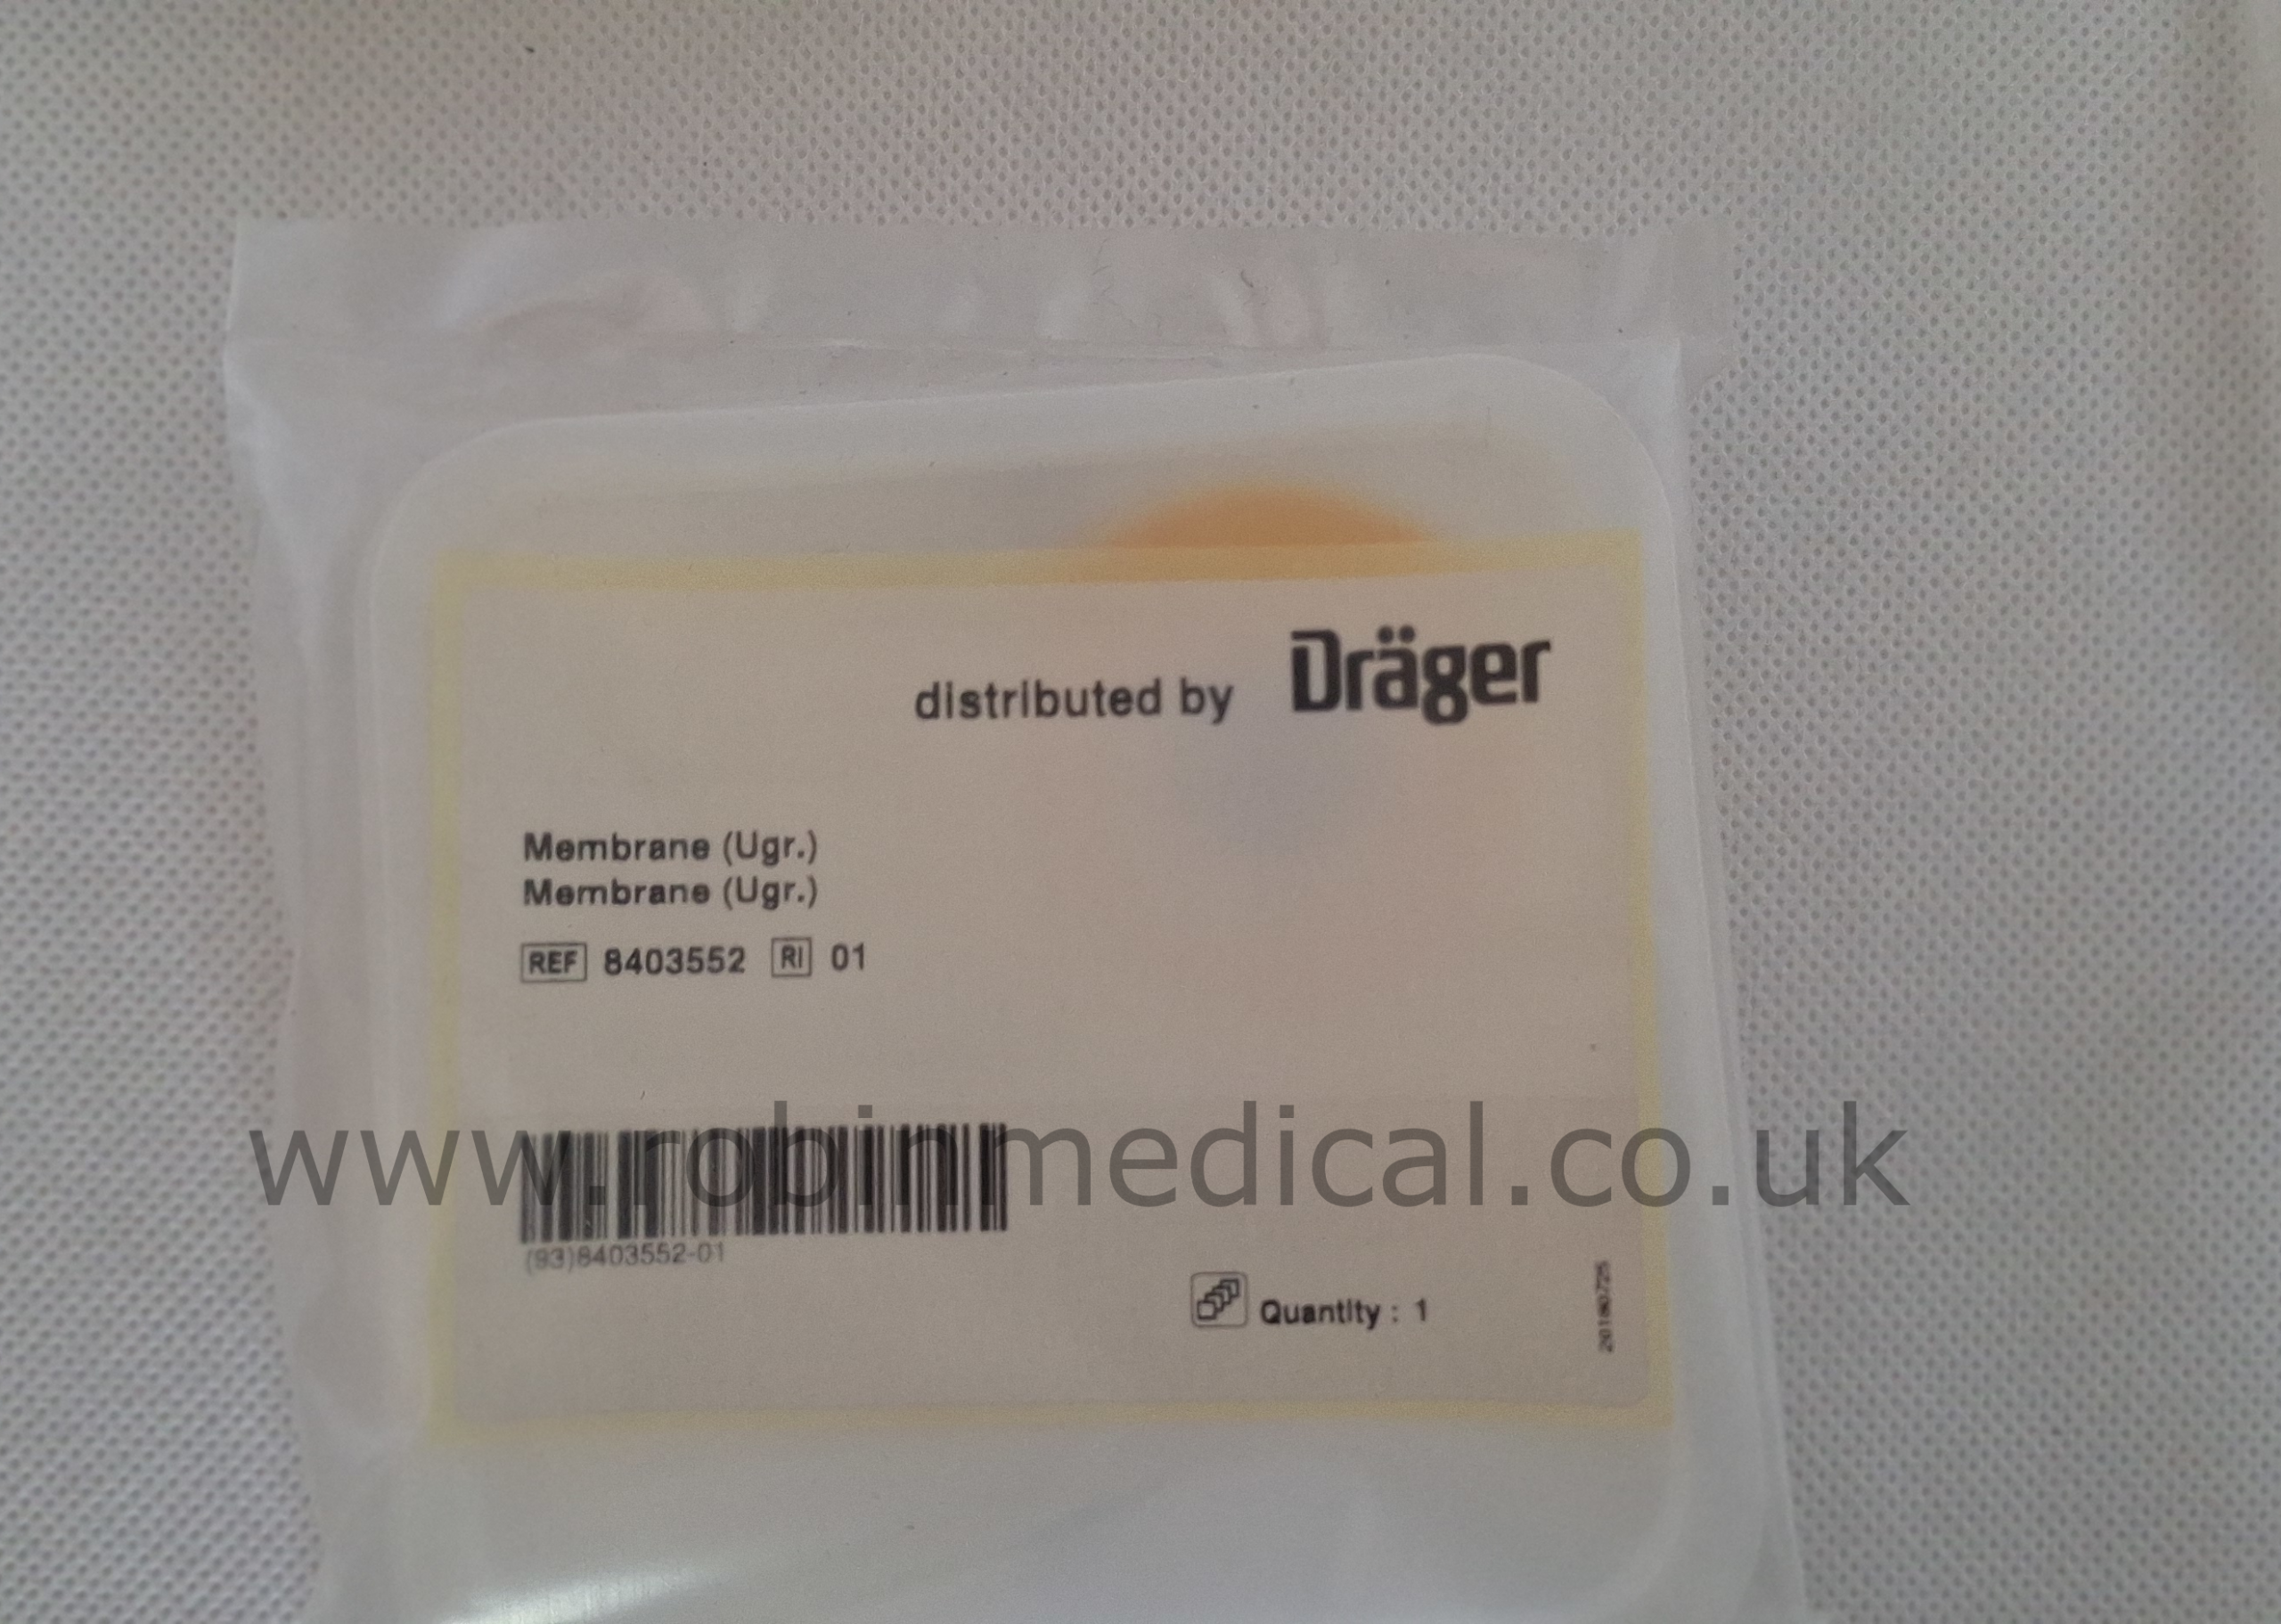 distributed by Dräger
Membrane (Ugr.)
Membrane (Ugr.)
REF 8403552 RI 01
www.robinmedical.co.uk
(93)8403552-01
Quantity : 1
20180725